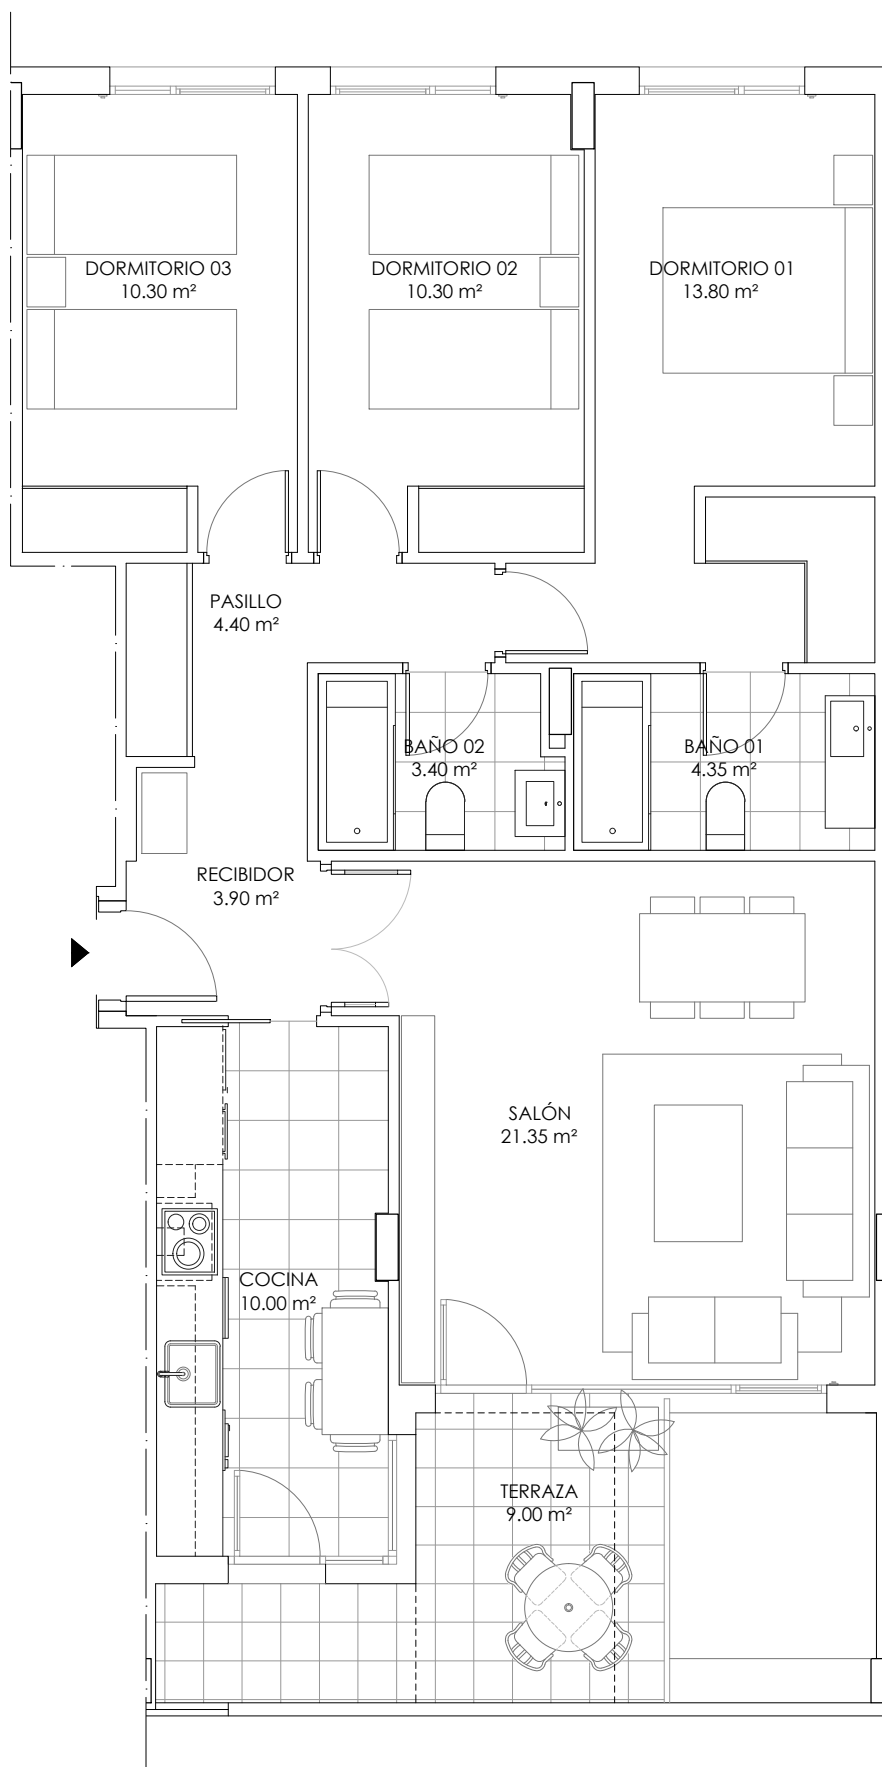 DORMITORIO 03
10.30 m²
DORMITORIO 02
10.30 m²
DORMITORIO 01
13.80 m²
PASILLO
4.40 m²
BAÑO 02
3.40 m²
BAÑO 01
4.35 m²
RECIBIDOR
3.90 m²
SALÓN
21.35 m²
COCINA
10.00 m²
TERRAZA
9.00 m²